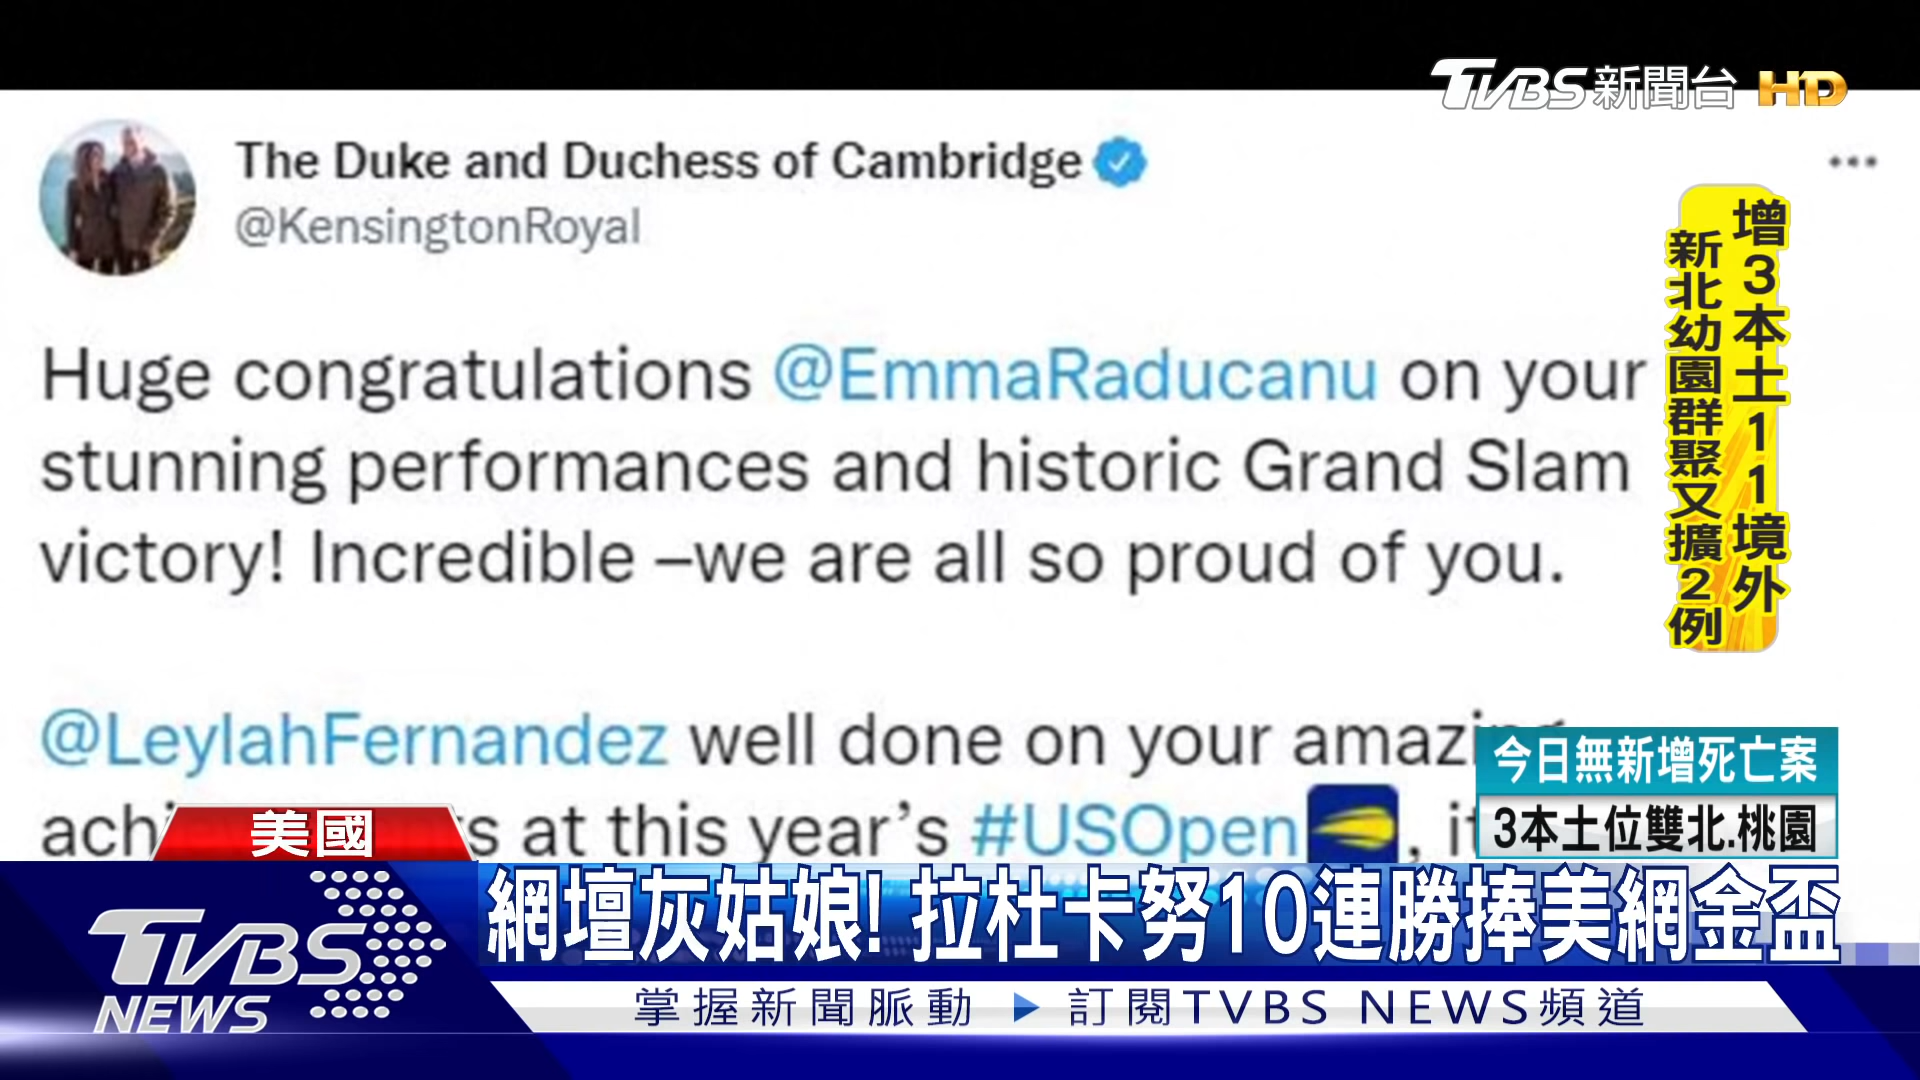 TVBS新聞台 HD
The Duke and Duchess of Cambridge
@KensingtonRoyal
Huge congratulations @EmmaRaducanu on your
stunning performances and historic Grand Slam
victory! Incredible –we are all so proud of you.
@LeylahFernandez well done on your
at this year's #USOpen
增3本土11境外
新北幼園群聚又擴2例
今日無新增死亡案
3本土位雙北.桃園
美國
網壇灰姑娘!拉杜卡努10連勝捧美網金盃
TVBS
NEWS
掌握新聞脈動 ▶ 訂閱TVBS NEWS頻道